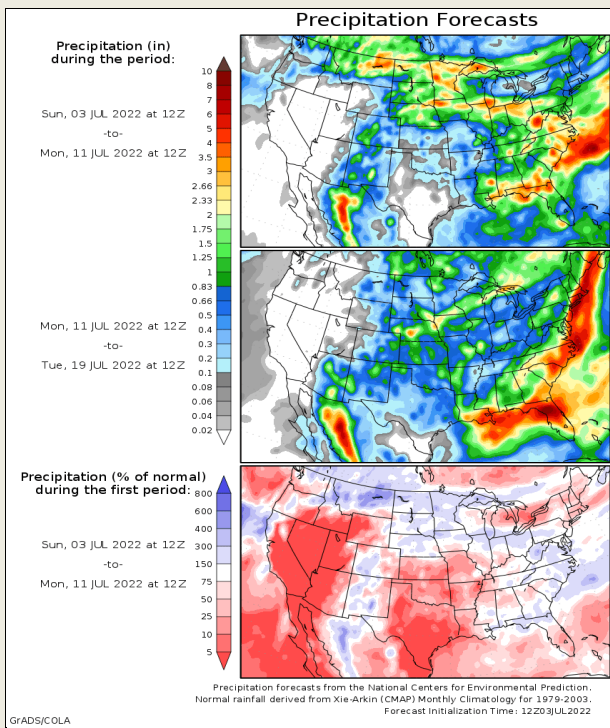 Precipitation Forecasts
Precipitation (in)
during the period:
Sun, 03 JUL 2022 at 12Z
-to-
Mon, 11 JUL 2022 at 12Z
10
8
7
6
5
4
3.5
3
2.66
2.33
2
1.75
1.5
1.25
1
0.83
0.66
0.5
0.4
0.3
0.2
0.1
0.08
0.06
0.04
0.02
Mon, 11 JUL 2022 at 12Z
-to-
Tue, 19 JUL 2022 at 12Z
Precipitation (% of normal)
during the first period:
Sun, 03 JUL 2022 at 12Z
-to-
Mon, 11 JUL 2022 at 12Z
800
600
400
300
150
75
50
25
10
5
Precipitation forecasts from the National Centers for Environmental Prediction.
Normal rainfall derived from Xie-Arkin (CMAP) Monthly Climatology for 1979-2003.
Forecast Initialization Time: 12Z03JUL2022
GrADS/COLA